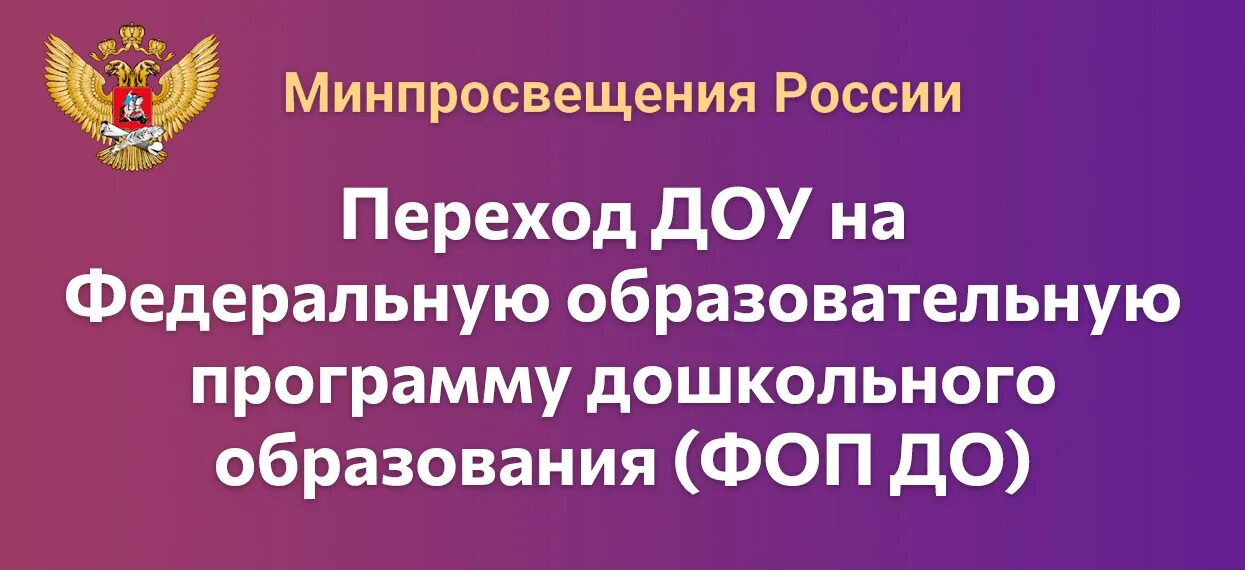 Минпросвещения России
Переход ДОУ на
Федеральную образовательную
программу дошкольного
образования (ФОП ДО)